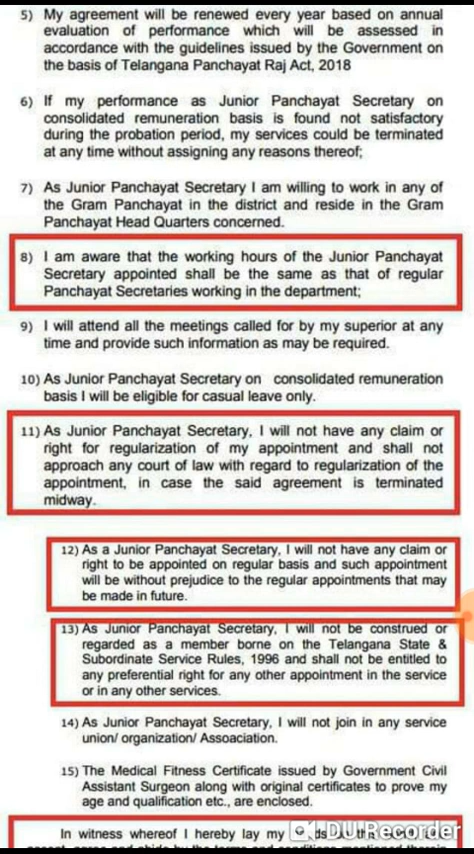 5) My agreement will be renewed every year based on annual
evaluation of performance which will be assessed in
accordance with the guidelines issued by the Government on
the basis of Telangana Panchayat Raj Act, 2018
6) If my performance as Junior Panchayat Secretary on
consolidated remuneration basis is found not satisfactory
during the probation period, my services could be terminated
at any time without assigning any reasons thereof;
7) As Junior Panchayat Secretary I am willing to work in any of
the Gram Panchayat in the district and reside in the Gram
Panchayat Head Quarters concerned.
8) I am aware that the working hours of the Junior Panchayat
Secretary appointed shall be the same as that of regular
Panchayat Secretaries working in the department;
9) I will attend all the meetings called for by my superior at any
time and provide such information as may be required.
10) As Junior Panchayat Secretary on consolidated remuneration
basis I will be eligible for casual leave only.
11) As Junior Panchayat Secretary, I will not have any claim or
right for regularization of my appointment and shall not
approach any court of law with regard to regularization of the
appointment, in case the said agreement is terminated
midway.
12) As a Junior Panchayat Secretary, I will not have any claim or
right to be appointed on regular basis and such appointment
will be without prejudice to the regular appointments that may
be made in future.
13) As Junior Panchayat Secretary, I will not be construed or
regarded as a member borne on the Telangana State &
Subordinate Service Rules, 1996 and shall not be entitled to
any preferential right for any other appointment in the service
or in any other services.
14) As Junior Panchayat Secretary, I will not join in any service
union/ organization/ Assoaciation.
15) The Medical Fitness Certificate issued by Government Civil
Assistant Surgeon along with original certificates to prove my
age and qualification etc., are enclosed.
In witness whereof I hereby lay my
DU Recorder